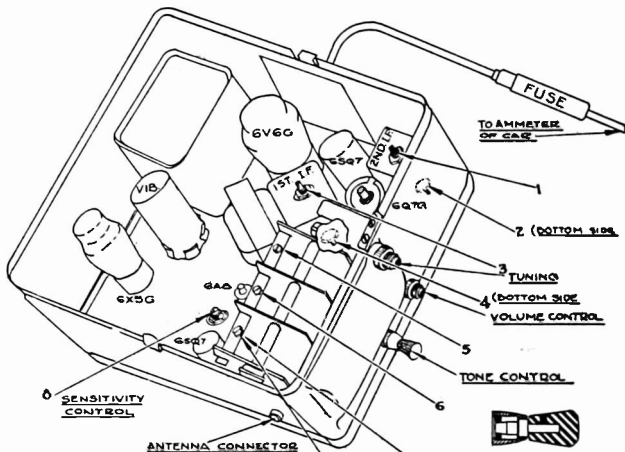 FUSE
TO AMMETER
OF CAR
6V6G
6SQ7
2ND. I.F.
1ST. I.F.
6Q7G
VIB.
6X5G
6A8
6SQ7
1
2 (BOTTOM SIDE
3
TUNING
4
(BOTTOM SIDE
VOLUME CONTROL
5
TONE CONTROL
6
8 SENSITIVITY
CONTROL
ANTENNA CONNECTOR